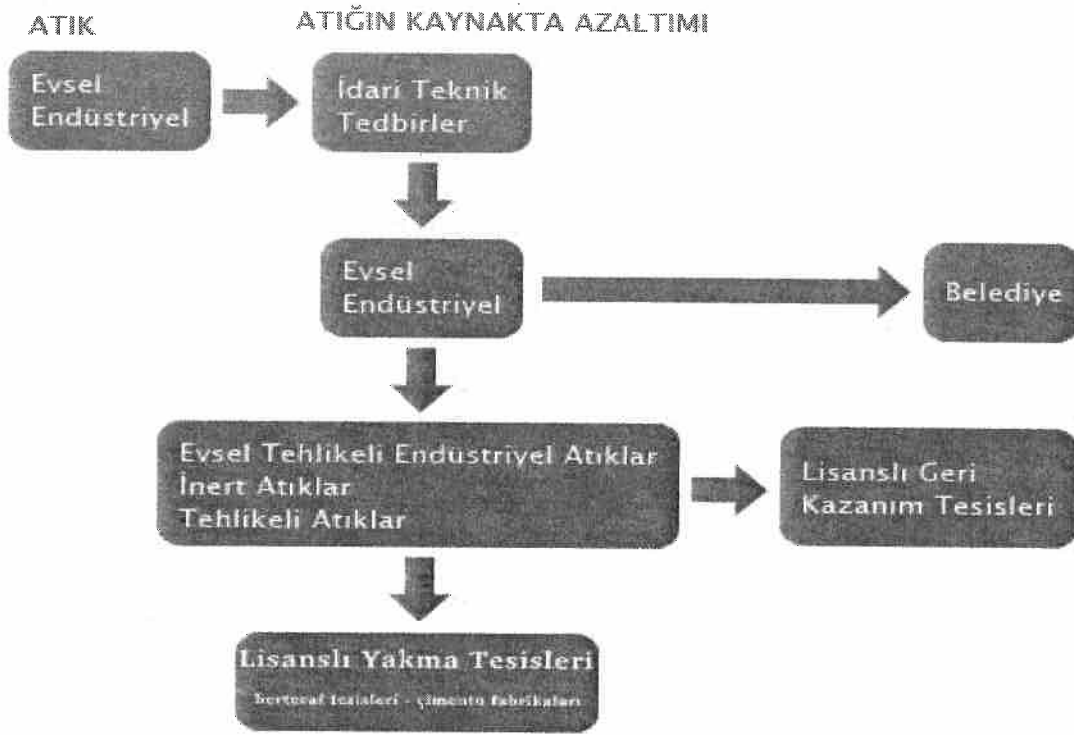 ATIK
ATIĞIN KAYNAKTA AZALTIMI
Evsel
Endüstriyel
İdari Teknik
Tedbirler
Evsel
Endüstriyel
Belediye
Evsel Tehlikeli Endüstriyel Atıklar
İnert Atıklar
Tehlikeli Atıklar
Lisanslı Geri
Kazanım Tesisleri
Lisanslı Yakma Tesisleri
bertaraf tesisleri - çimento fabrikaları